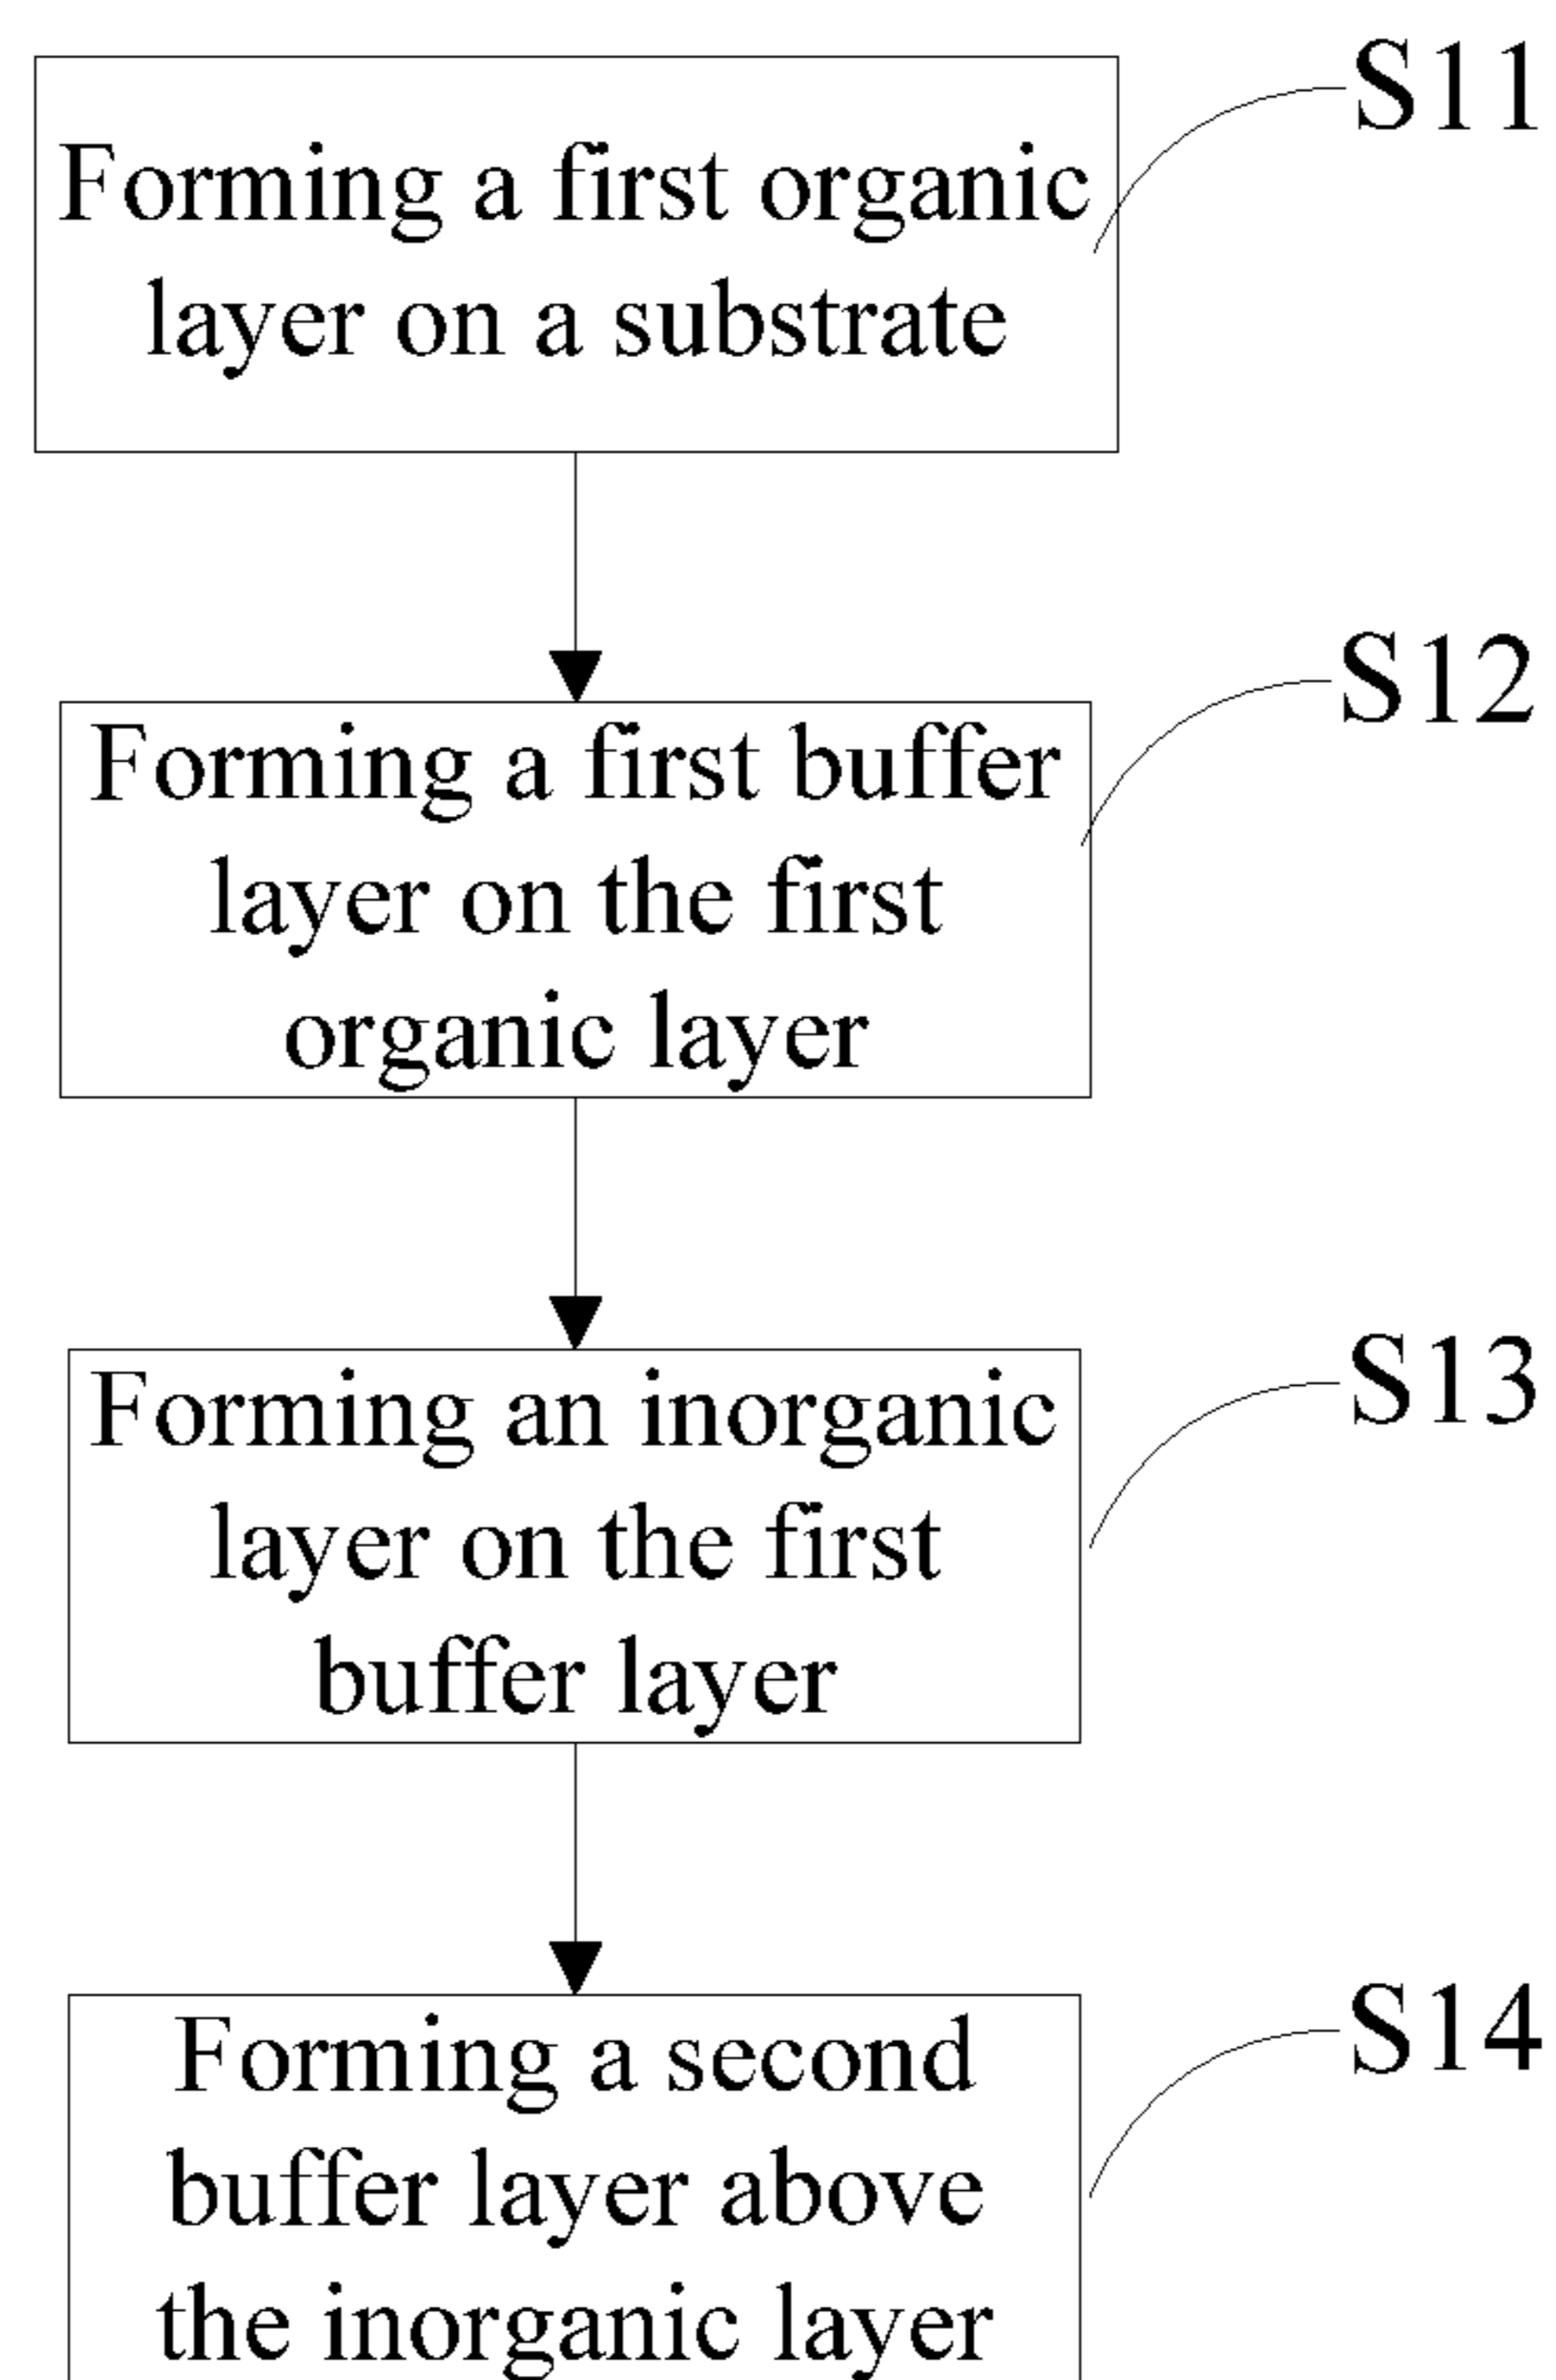 S11
Forming a first organic
layer on a substrate
S12
Forming a first buffer
layer on the first
organic layer
S13
Forming an inorganic
layer on the first
buffer layer
S14
Forming a second
buffer layer above
the inorganic layer